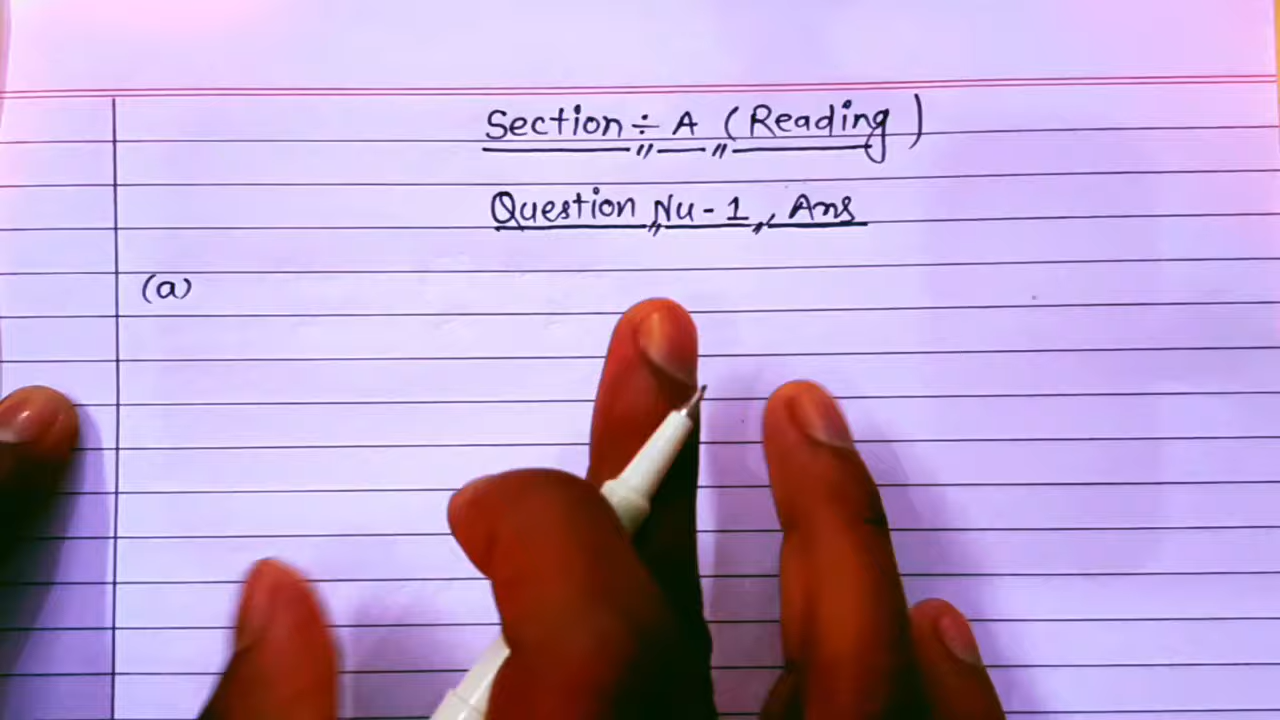 Section ÷ A (Reading)
Question Nu - 1, Ans
(a)